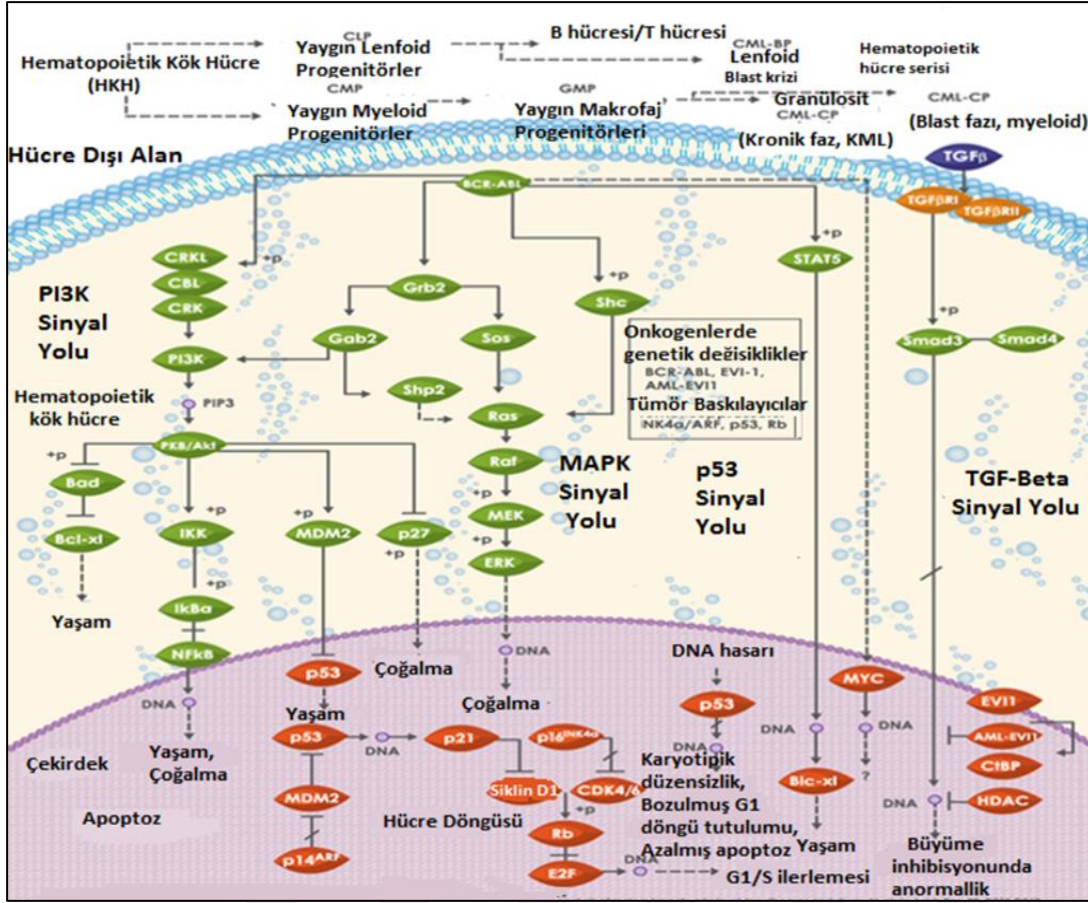 CLP
B hücresi/T hücresi
Yaygın Lenfoid
Progenitörler
Hematopoietik Kök Hücre
(HKH)
CML-BP
Lenfoid
Blast krizi
Hematopoietik
hücre serisi
CMP
Yaygın Myeloid
Progenitörler
GMP
Yaygın Makrofaj
Progenitörleri
Granülosit
CML-CP
(Kronik faz, KML)
CML-CP
(Blast fazı, myeloid)
Hücre Dışı Alan
TGFβ
TGFβRI
TGFβRII
BCR-ABL
CRKL
+p
CBL
CRK
PI3K
Sinyal
Yolu
PI3K
PIP3
Hematopoietik
kök hücre
Grb2
Gab2
Sos
Shp2
+p
Shc
+p
STAT5
+p
Smad3
Smad4
Onkogenlerde
genetik değisiklikler
BCR-ABL, EVI-1,
AML-EVI1
Tümör Baskılayıcılar
NK4a/ARF, p53, Rb
Ras
Raf
+p
MEK
+p
ERK
MAPK
Sinyal
Yolu
p53
Sinyal
Yolu
TGF-Beta
Sinyal Yolu
PKB/Akt
+p
Bad
Bcl-xl
Yaşam
+p
IKK
+p
IkBa
NFkB
+p
MDM2
p27
+p
DNA
Yaşam,
Çoğalma
p53
Yaşam
Çoğalma
DNA
Çoğalma
DNA hasarı
p53
DNA
MYC
DNA
?
EVI1
AML-EVI1
CtBP
HDAC
DNA
Büyüme
inhibisyonunda
anormallik
Çekirdek
Apoptoz
p53
DNA
p21
MDM2
p14ARF
Hücre Döngüsü
p16INK4a
Siklin D1
CDK4/6
+p
Rb
E2F
DNA
G1/S ilerlemesi
Karyotipik
düzensizlik,
Bozulmuş G1
döngü tutulumu,
Azalmış apoptoz
DNA
Blc-xl
Yaşam